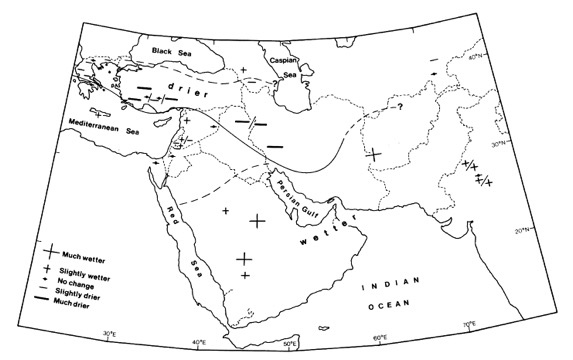 Black Sea
Caspian
Sea
40°N
?
drier
?
Mediterranean Sea
30°N
Persian Gulf
Red
Sea
wetter
20°N
Much wetter
Slightly wetter
No change
Slightly drier
Much drier
INDIAN
OCEAN
30°E
40°E
50°E
60°E
70°E